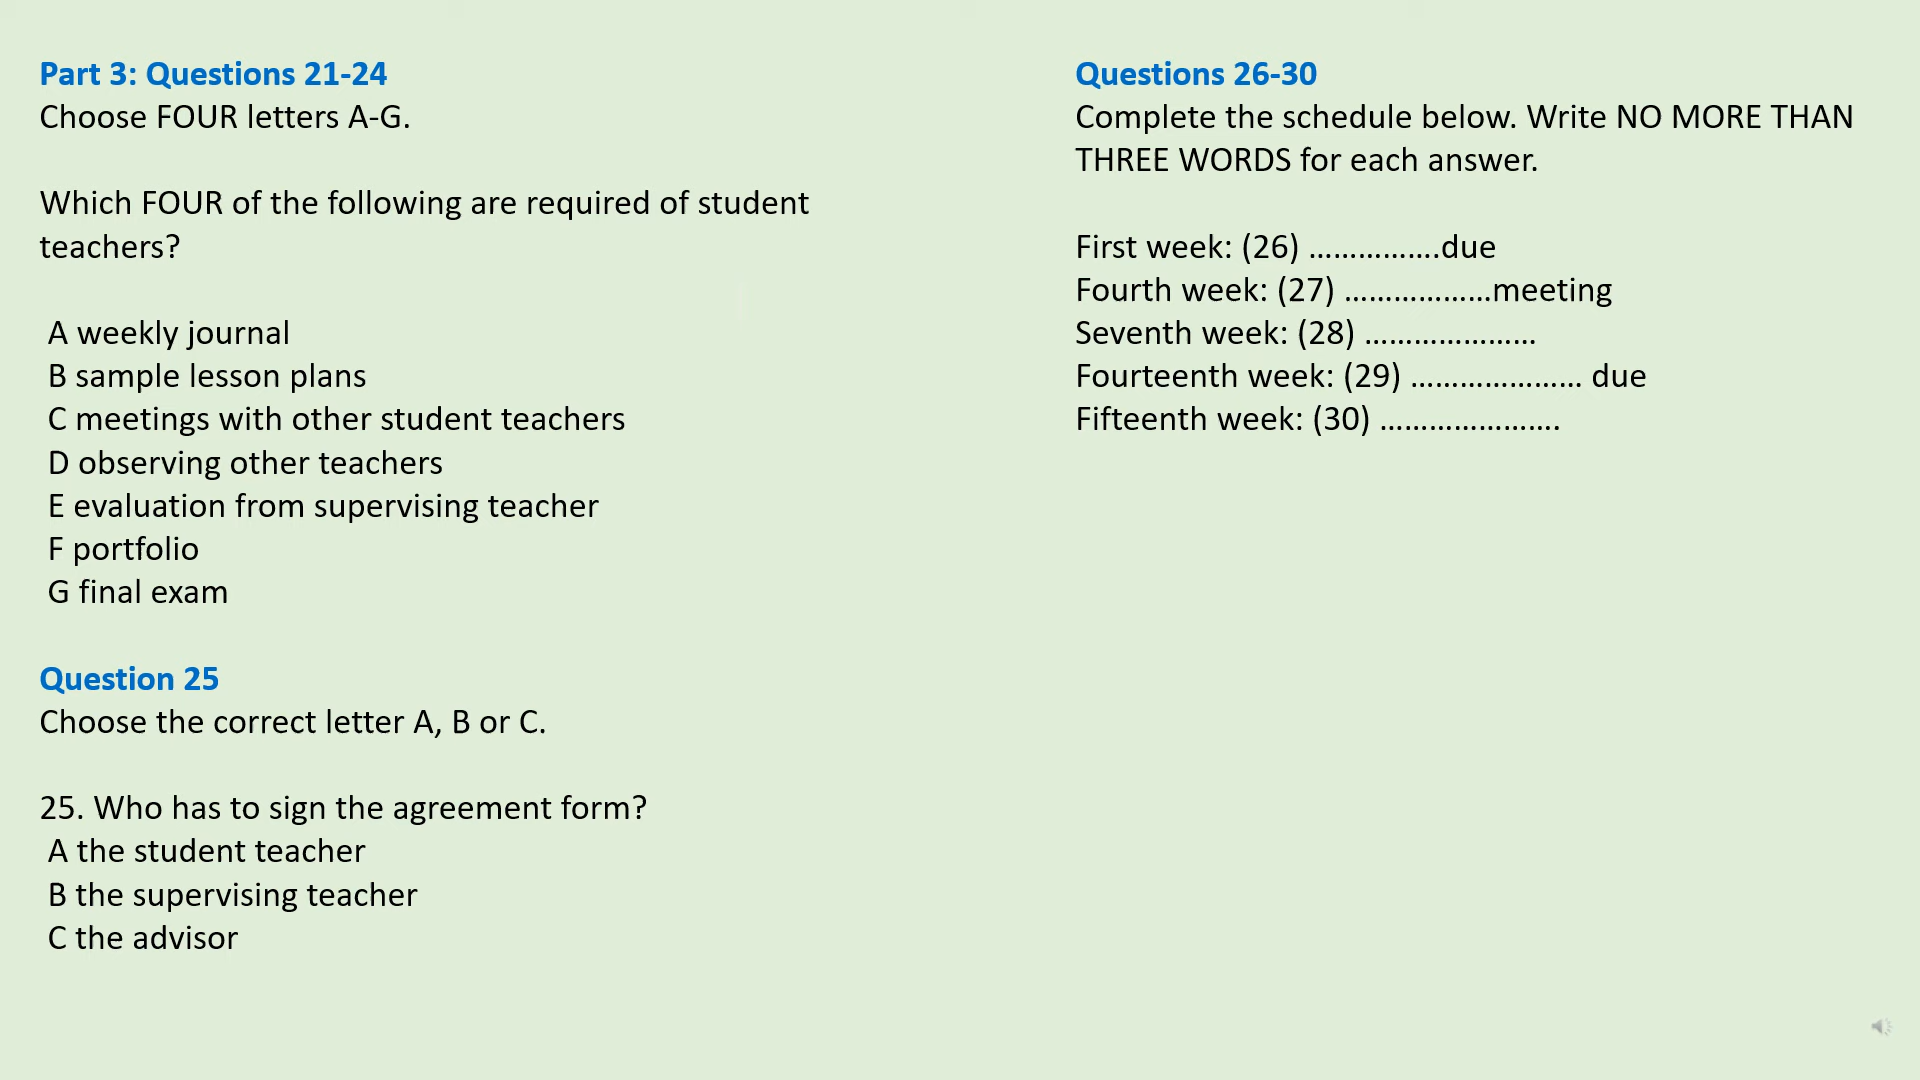 Part 3: Questions 21-24
Choose FOUR letters A-G.
Which FOUR of the following are required of student
teachers?
A weekly journal
B sample lesson plans
C meetings with other student teachers
D observing other teachers
E evaluation from supervising teacher
F portfolio
G final exam
Question 25
Choose the correct letter A, B or C.
25. Who has to sign the agreement form?
A the student teacher
B the supervising teacher
C the advisor
Questions 26-30
Complete the schedule below. Write NO MORE THAN
THREE WORDS for each answer.
First week: (26) …………….due
Fourth week: (27) ………………meeting
Seventh week: (28) …………………
Fourteenth week: (29) ………………… due
Fifteenth week: (30) ………………….